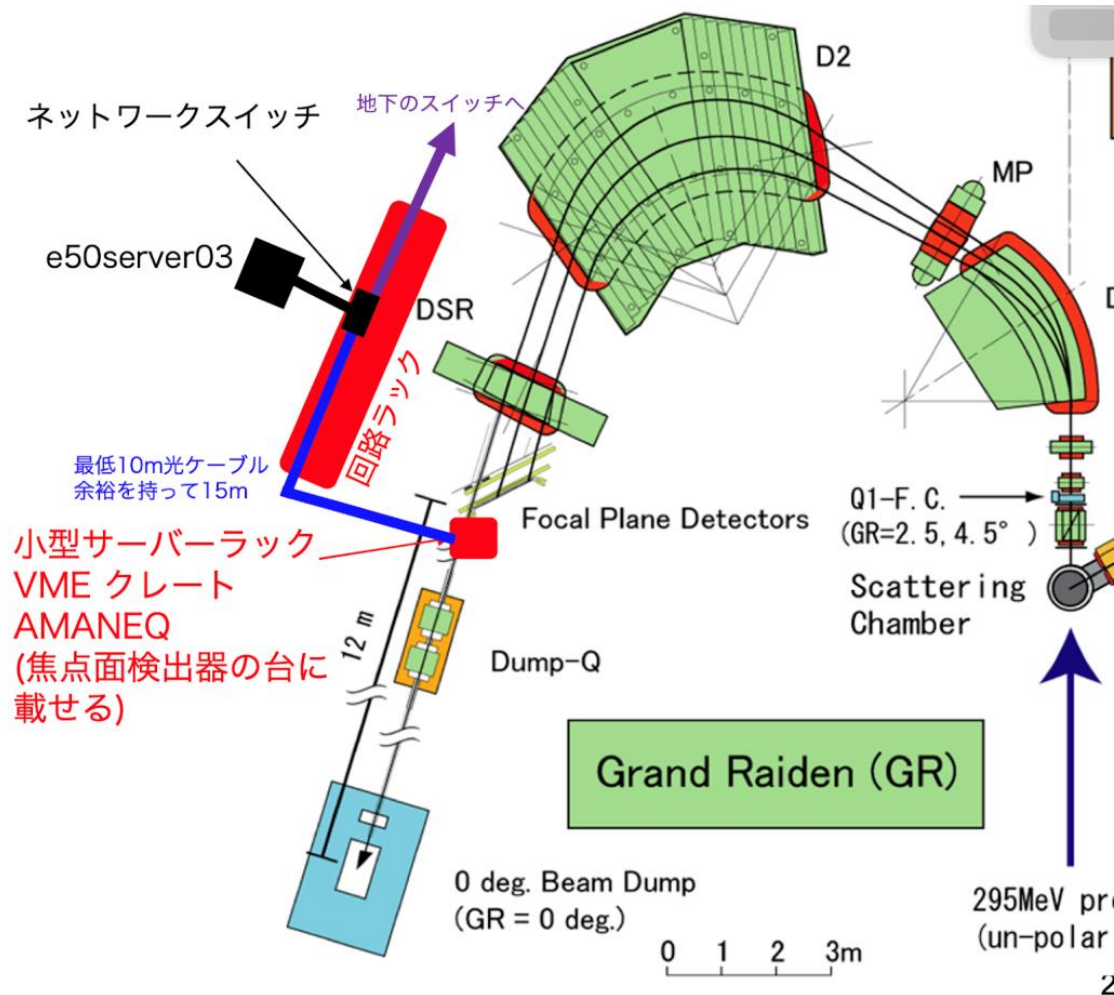 地下のスイッチへ
ネットワークスイッチ
D2
MP
e50server03
DSR
回路ラック
最低10m光ケーブル
余裕を持って15m
Focal Plane Detectors
Q1-F.C.
(GR=2.5, 4.5° )
小型サーバーラック
VME クレート
AMANEQ
(焦点面検出器の台に
載せる)
Scattering
Chamber
12 m
Dump-Q
Grand Raiden (GR)
0 deg. Beam Dump
(GR = 0 deg.)
295MeV pr
(un-polar
0 1 2 3m